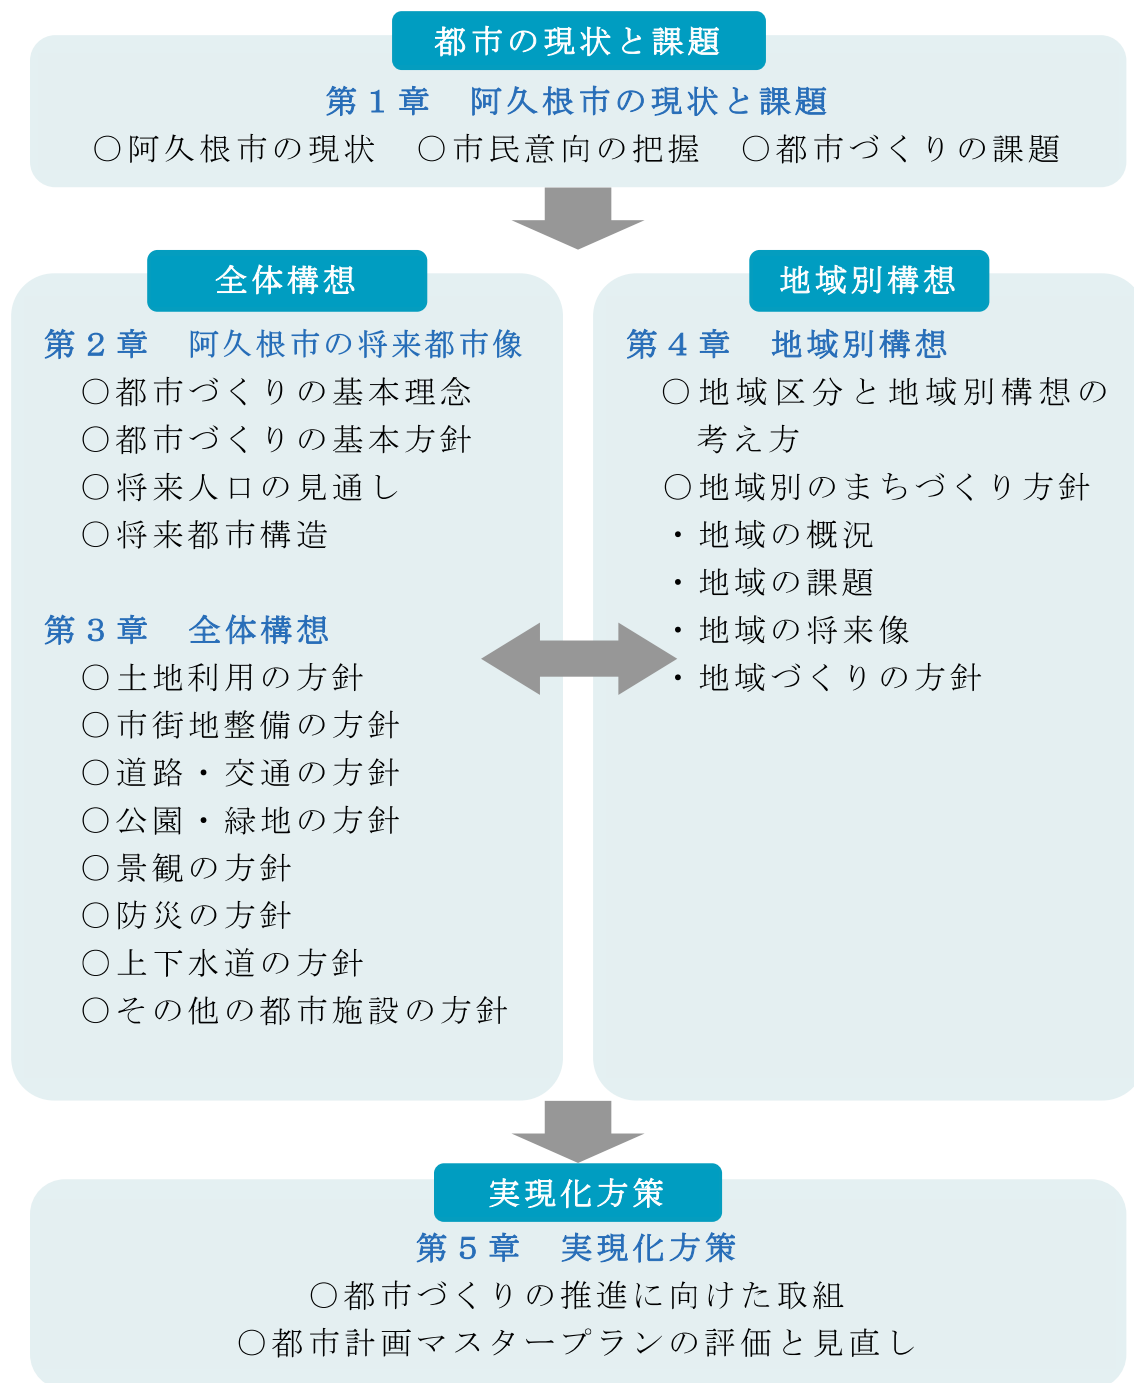 都市の現状と課題
第１章　阿久根市の現状と課題
○阿久根市の現状　○市民意向の把握　○都市づくりの課題
全体構想
第２章　阿久根市の将来都市像
○都市づくりの基本理念
○都市づくりの基本方針
○将来人口の見通し
○将来都市構造
第３章　全体構想
○土地利用の方針
○市街地整備の方針
○道路・交通の方針
○公園・緑地の方針
○景観の方針
○防災の方針
○上下水道の方針
○その他の都市施設の方針
地域別構想
第４章　地域別構想
○地域区分と地域別構想の
考え方
○地域別のまちづくり方針
・地域の概況
・地域の課題
・地域の将来像
・地域づくりの方針
実現化方策
第５章　実現化方策
○都市づくりの推進に向けた取組
○都市計画マスタープランの評価と見直し